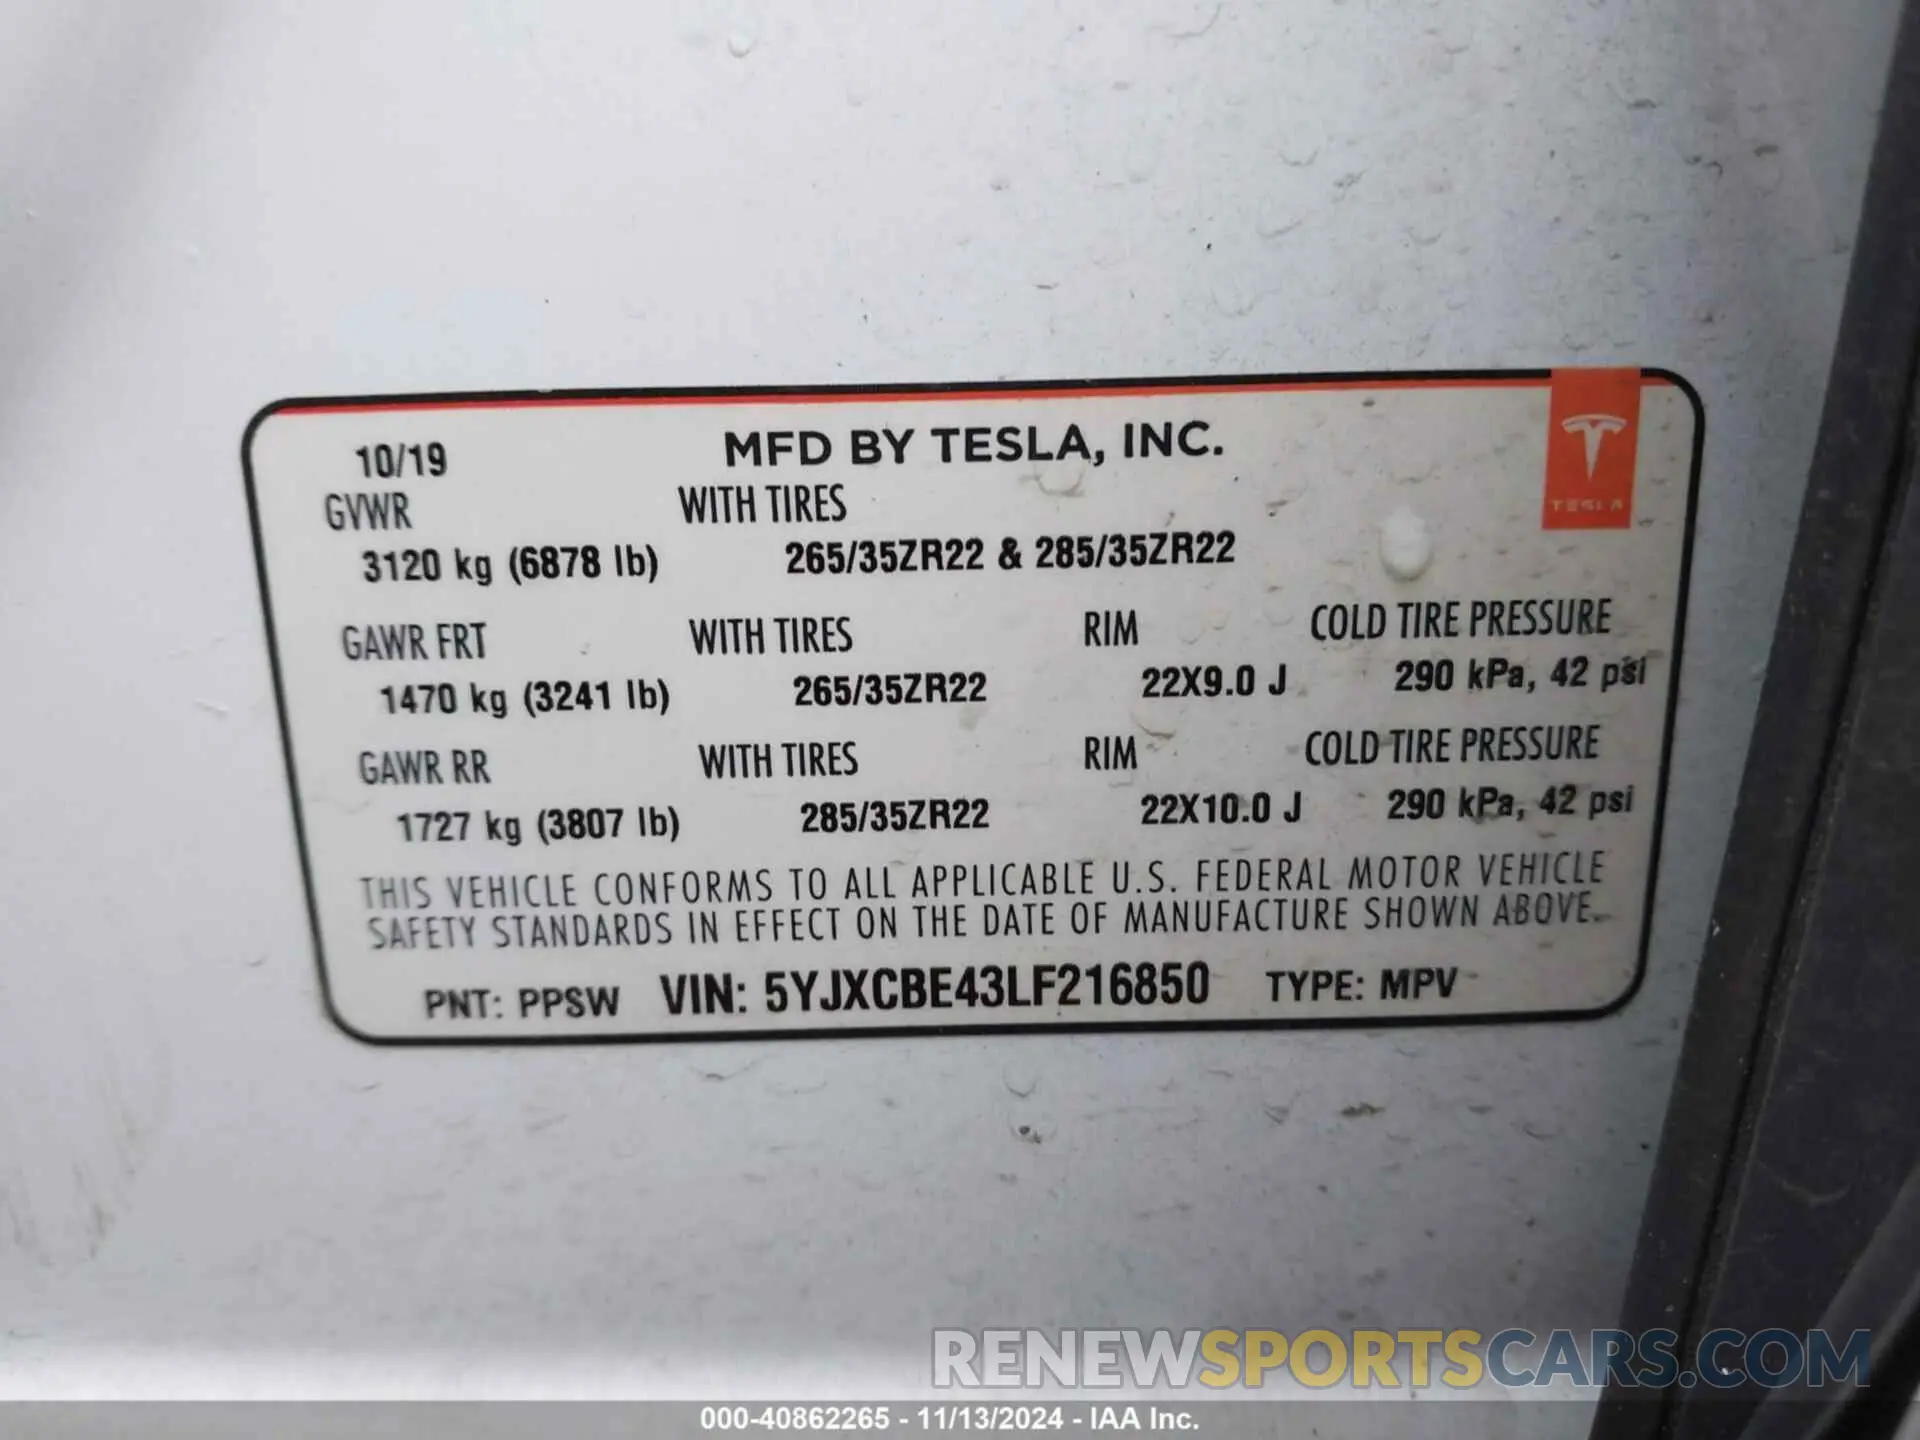 10/19 MFD BY TESLA, INC.
GVWR WITH TIRES
TESLA
3120 kg (6878 lb) 265/35ZR22 & 285/35ZR22
GAWR FRT WITH TIRES RIM COLD TIRE PRESSURE
1470 kg (3241 lb) 265/35ZR22 22X9.0 J 290 kPa, 42 psi
GAWR RR WITH TIRES RIM COLD TIRE PRESSURE
1727 kg (3807 lb) 285/35ZR22 22X10.0 J 290 kPa, 42 psi
THIS VEHICLE CONFORMS TO ALL APPLICABLE U.S. FEDERAL MOTOR VEHICLE
SAFETY STANDARDS IN EFFECT ON THE DATE OF MANUFACTURE SHOWN ABOVE.
PNT: PPSW VIN: 5YJXCBE43LF216850 TYPE: MPV
RENEWSPORTSCARS.COM
000-40862265 - 11/13/2024 - IAA Inc.